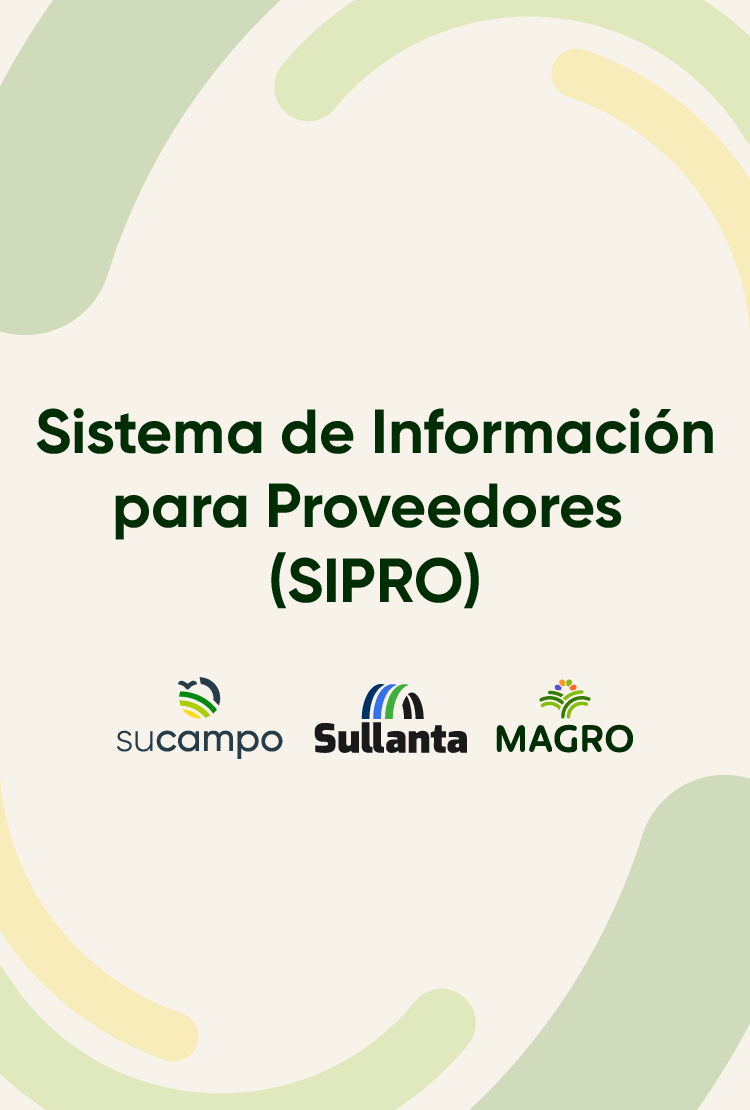 Sistema de Información
para Proveedores
(SIPRO)
sucampo Sullanta MAGRO